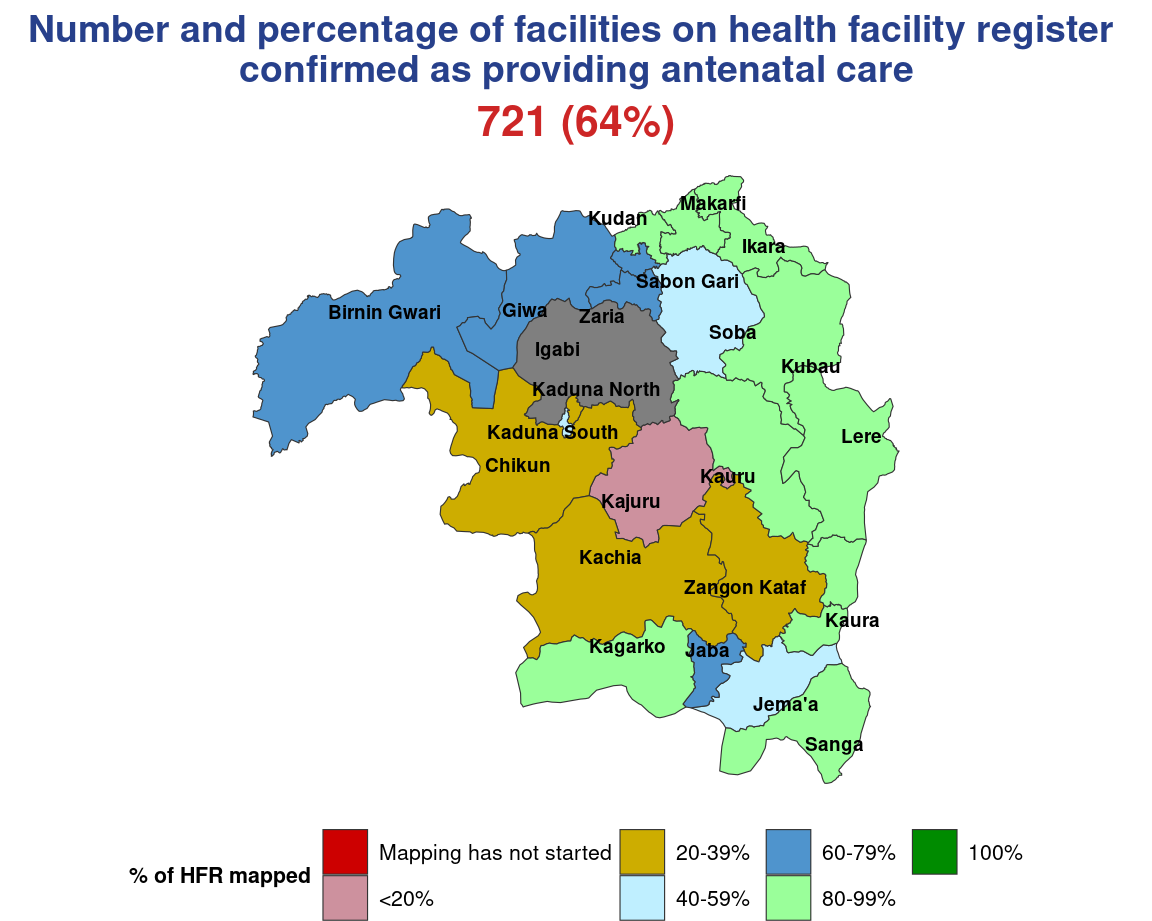 Number and percentage of facilities on health facility register
confirmed as providing antenatal care
721 (64%)
Makarfi
Kudan
Ikara
Sabon Gari
Birnin Gwari
Giwa
Zaria
Soba
Igabi
Kubau
Kaduna North
Kaduna South
Lere
Chikun
Kauru
Kajuru
Kachia
Zangon Kataf
Kaura
Kagarko
Jaba
Jema'a
Sanga
% of HFR mapped
Mapping has not started
<20%
20-39%
40-59%
60-79%
80-99%
100%